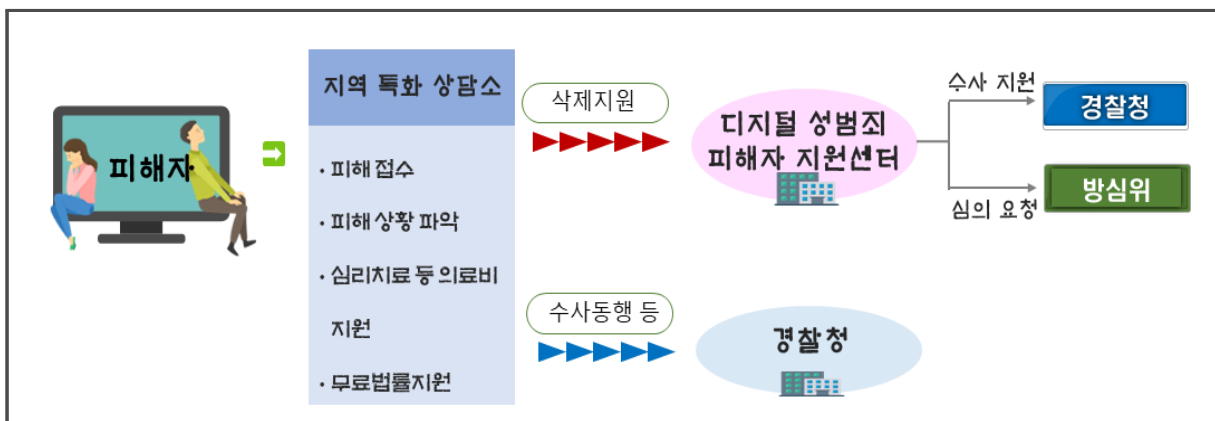 피해자
지역 특화 상담소
· 피해 접수
· 피해 상황 파악
· 심리치료 등 의료비
지원
· 무료법률지원
삭제지원
디지털 성범죄
피해자 지원센터
수사 지원
경찰청
심의 요청
방심위
수사동행 등
경찰청